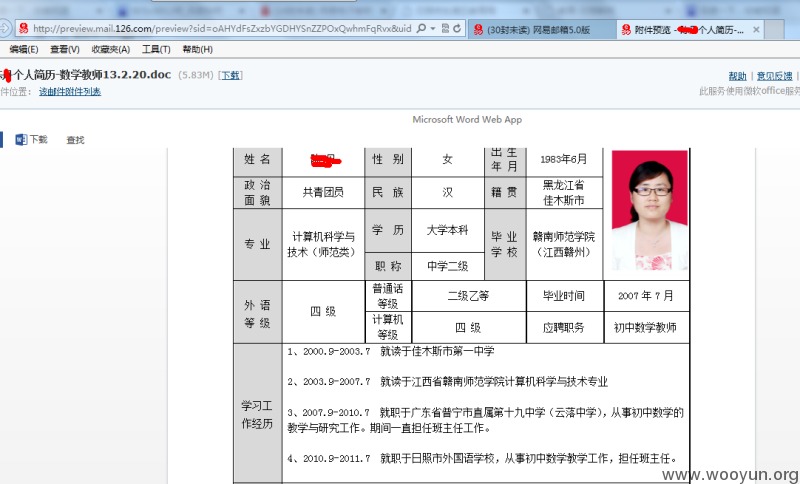 http://preview.mail.126.com/preview?sid=oAHYdFsZxzbYGDHYSnZZPOxQwhmFqRvx&uid
(30封未读) 网易邮箱5.0版
附件预览 - 个人简历-...
编辑(E) 查看(V) 收藏夹(A) 工具(T) 帮助(H)
个人简历-数学教师13.2.20.doc (5.83M) [下载]
帮助 | 意见反馈
件位置: 该邮件附件列表
此服务使用微软office服
Microsoft Word Web App
下载 查找
姓 名 性 别 女 出 生 年 月 1983年6月
政 治 面 貌 共青团员 民 族 汉 籍 贯 黑龙江省 佳木斯市
专 业 计算机科学与技术（师范类） 学 历 大学本科 毕 业 学 校 赣南师范学院（江西赣州）
职 称 中学二级
外 语 等 级 四 级 普通话等级 二级乙等 毕业时间 2007 年 7 月
计算机等级 四 级 应聘职务 初中数学教师
学习工作经历
1、2000.9-2003.7 就读于佳木斯市第一中学
2、2003.9-2007.7 就读于江西省赣南师范学院计算机科学与技术专业
3、2007.9-2010.7 就职于广东省普宁市直属第十九中学（云落中学），从事初中数学的
教学与研究工作。期间一直担任班主任工作。
4、2010.9-2011.7 就职于日照市外国语学校，从事初中数学教学工作，担任班主任。
www.wooyun.org